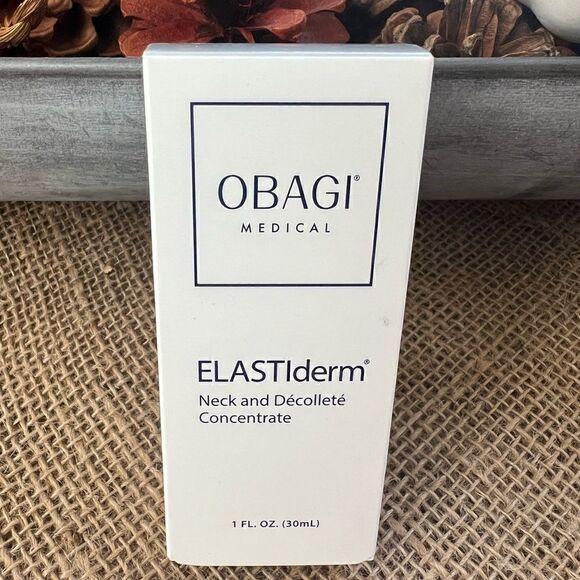 OBAGI®
MEDICAL
ELASTIderm®
Neck and Décolleté
Concentrate
1 FL. OZ. (30mL)